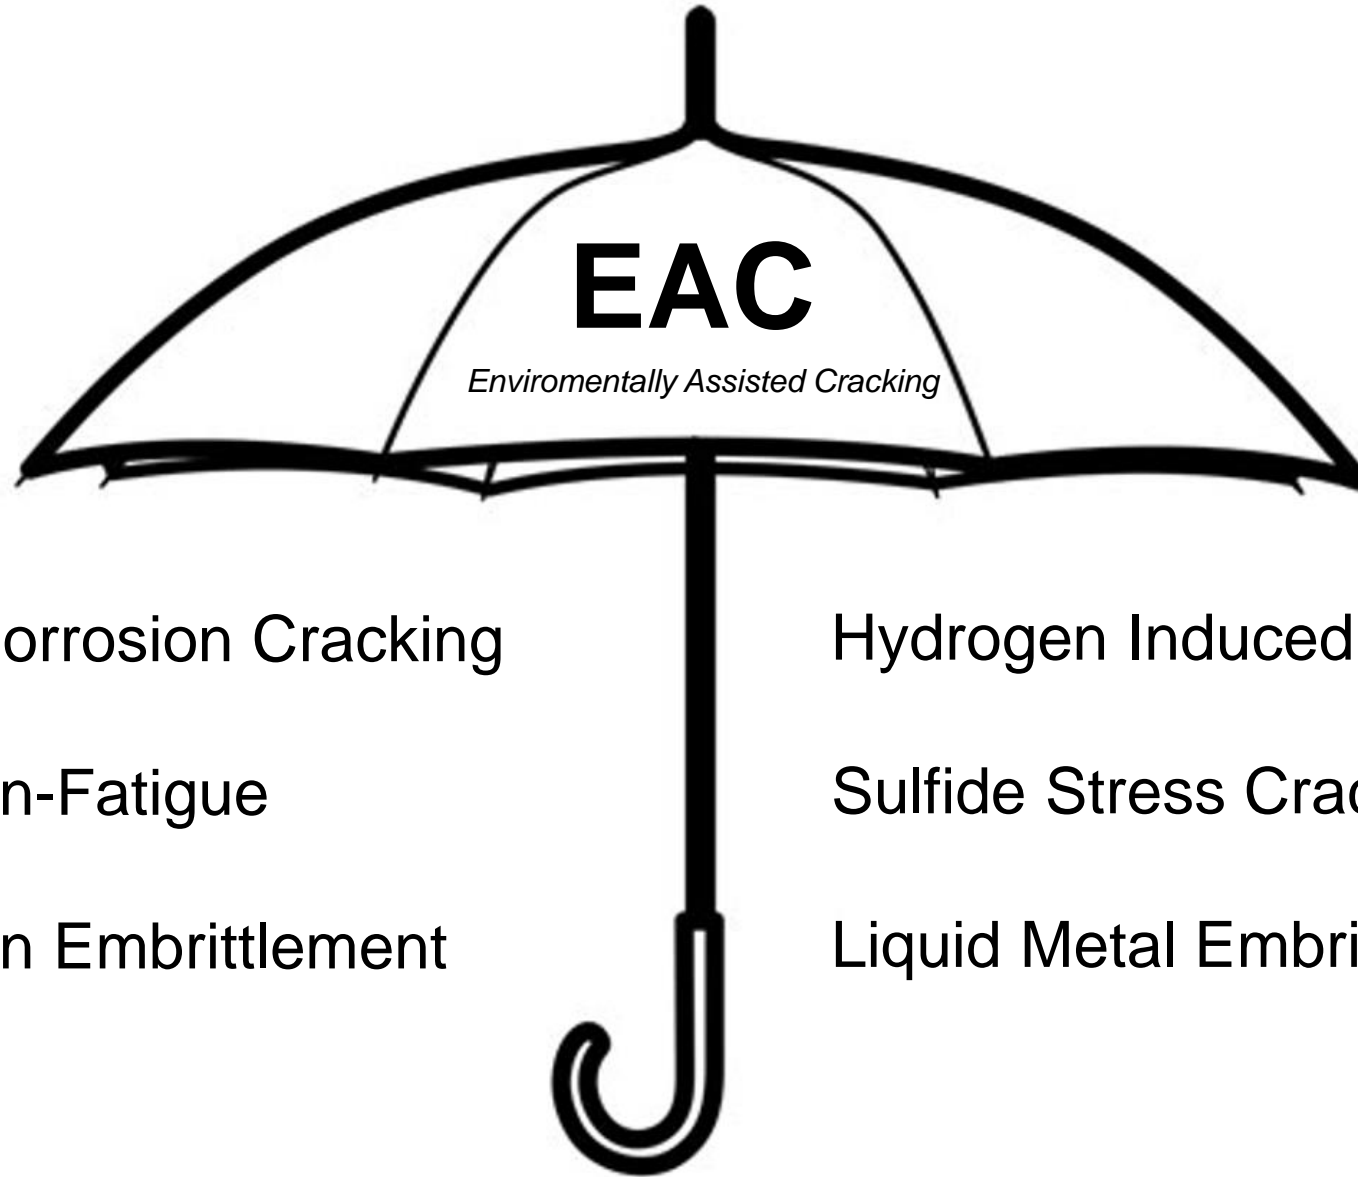 EAC
Enviromentally Assisted Cracking
orrosion Cracking
Hydrogen Induced
n-Fatigue
Sulfide Stress Crac
n Embrittlement
Liquid Metal Embri